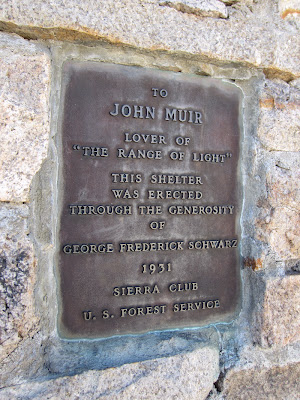 TO
JOHN MUIR
LOVER OF
"THE RANGE OF LIGHT"
THIS SHELTER
WAS ERECTED
THROUGH THE GENEROSITY
OF
GEORGE FREDERICK SCHWARZ
1931
SIERRA CLUB
U. S. FOREST SERVICE